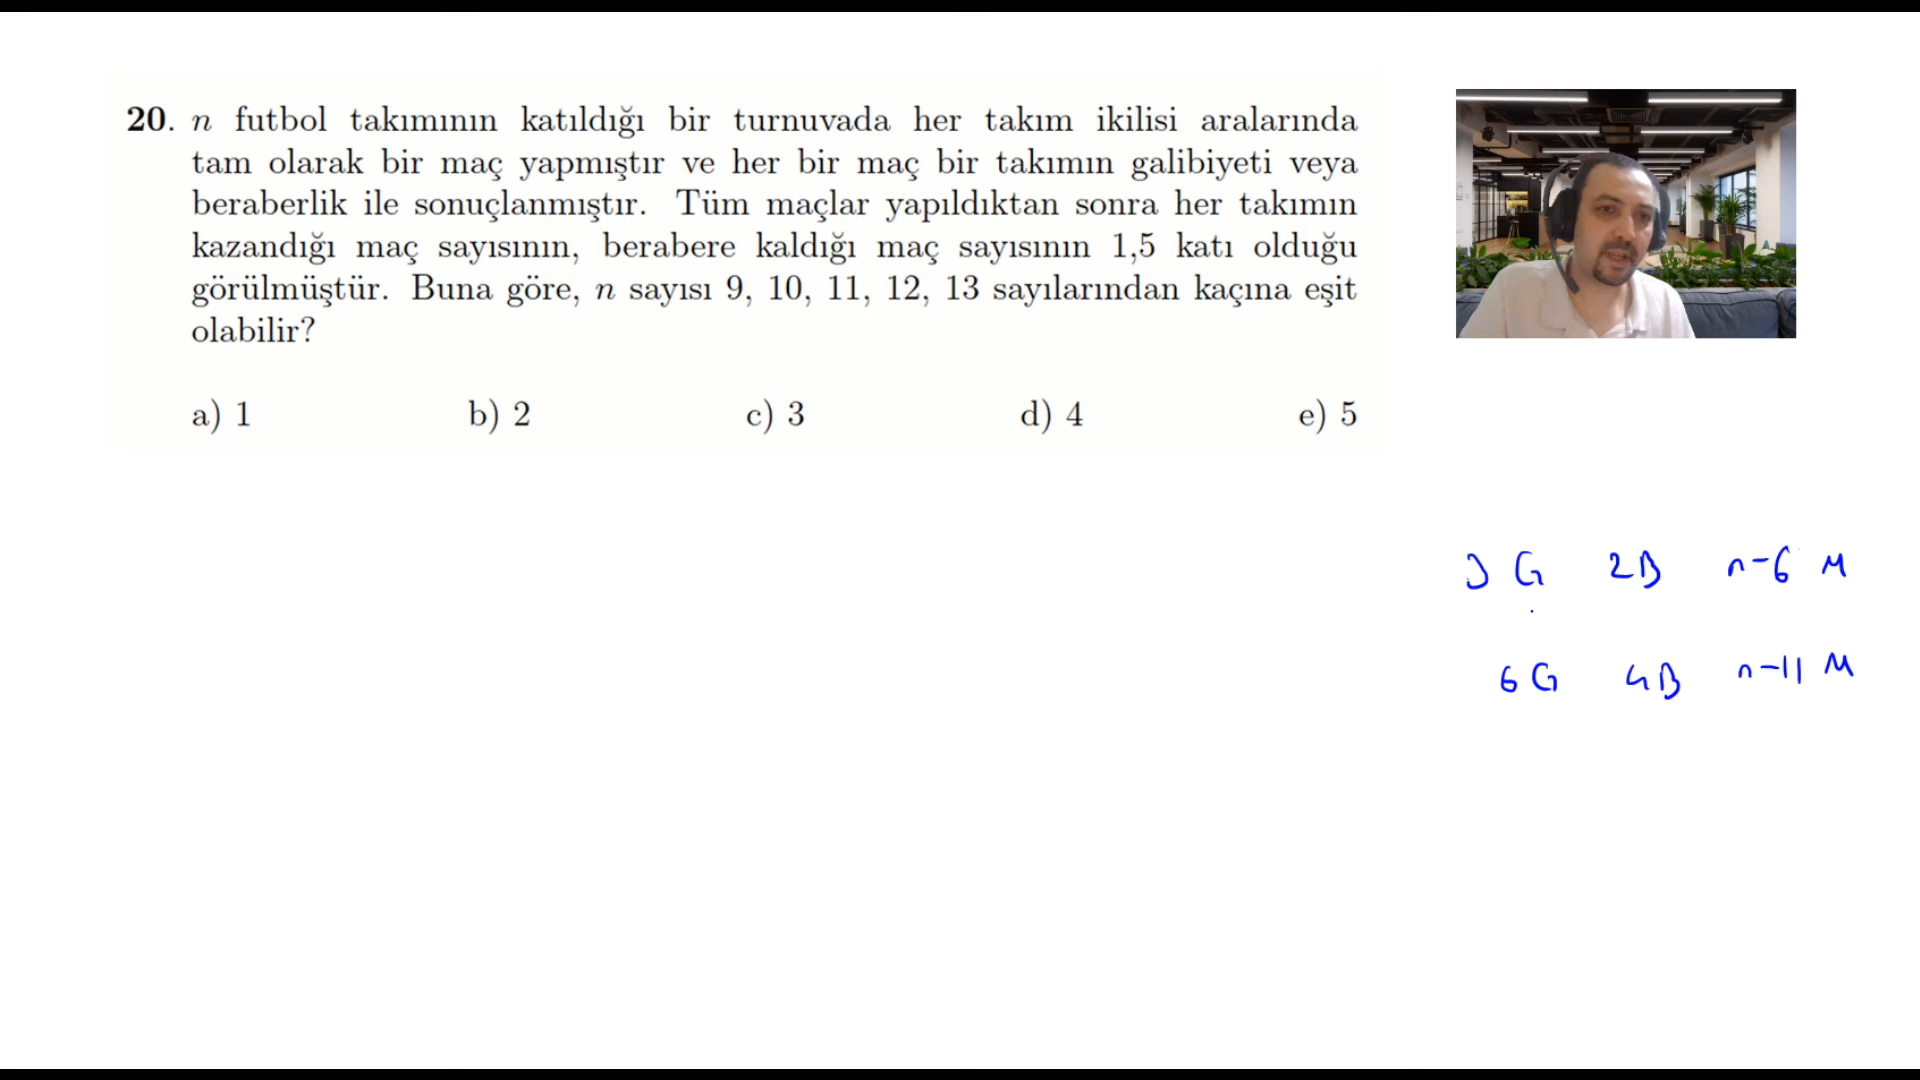 20. n futbol takımının katıldığı bir turnuvada her takım ikilisi aralarında
tam olarak bir maç yapmıştır ve her bir maç bir takımın galibiyeti veya
beraberlik ile sonuçlanmıştır. Tüm maçlar yapıldıktan sonra her takımın
kazandığı maç sayısının, berabere kaldığı maç sayısının 1,5 katı olduğu
görülmüştür. Buna göre, n sayısı 9, 10, 11, 12, 13 sayılarından kaçına eşit
olabilir?
a) 1 b) 2 c) 3 d) 4 e) 5
3 G 2B n-6 M
6 G 4B n-11 M